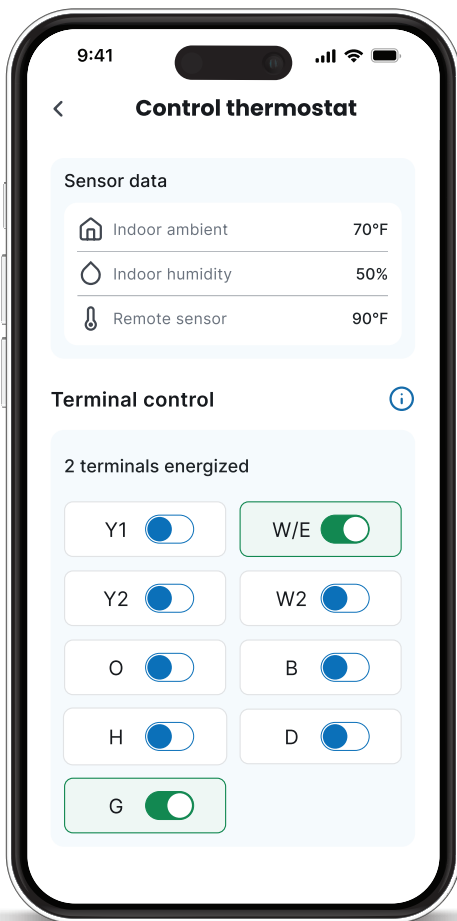 9:41
Control thermostat
Sensor data
Indoor ambient 70°F
Indoor humidity 50%
Remote sensor 90°F
Terminal control
2 terminals energized
Y1 W/E
Y2 W2
O B
H D
G